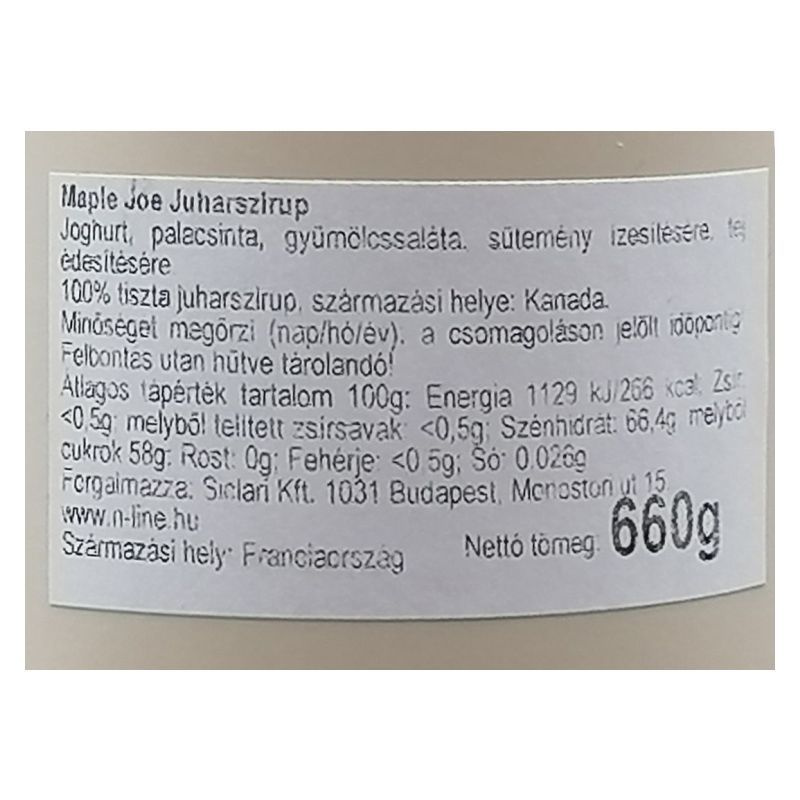 Maple Joe Juharszirup
Joghurt, palacsinta, gyümölcssaláta, sütemény ízesítésére,
édesítésére
100% tiszta juharszirup, származási helye: Kanada.
Minőségét megőrzi (nap/hó/év), a csomagoláson jelölt időpontig!
Felbontás után hűtve tárolandó!
Átlagos tápérték tartalom 100g: Energia 1129 kJ/266 kcal, Zsír:
<0,5g; melyből telített zsírsavak: <0,5g; Szénhidrát: 66,4g melyből
cukrok 58g; Rost: 0g; Fehérje: <0,5g; Só: 0,026g
Forgalmazza: Siclari Kft. 1031 Budapest, Monostori út 15.
www.n-line.hu
Származási hely: Franciaország
Nettó tömeg: 660g